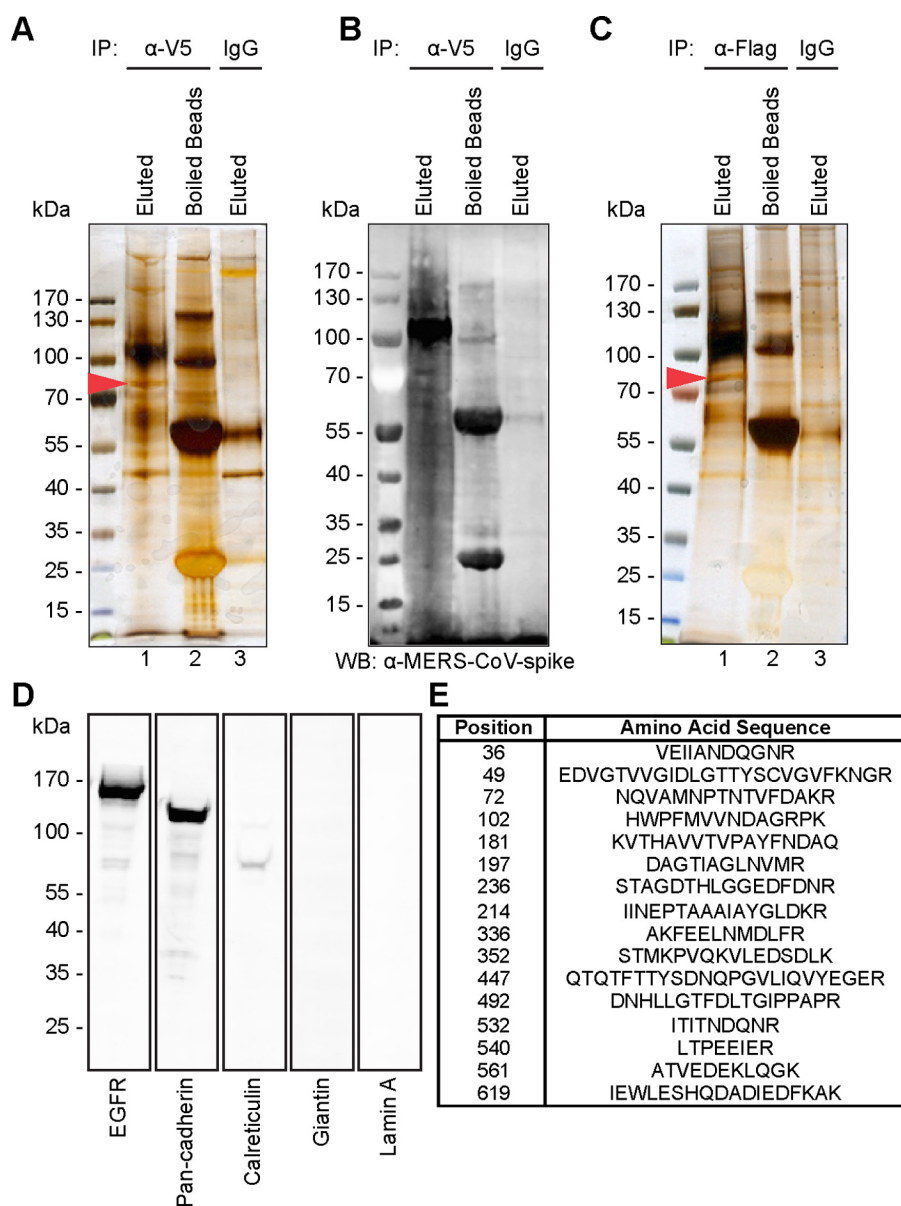 A
IP: α-V5 IgG
Eluted
Boiled Beads
Eluted
kDa
170 -
130 -
100 -
70 -
55 -
40 -
35 -
25 -
15 -
1 2 3
B
IP: α-V5 IgG
Eluted
Boiled Beads
Eluted
kDa
170 -
130 -
100 -
70 -
55 -
40 -
35 -
25 -
15 -
WB: α-MERS-CoV-spike
C
IP: α-Flag IgG
Eluted
Boiled Beads
Eluted
kDa
170 -
130 -
100 -
70 -
55 -
40 -
35 -
25 -
15 -
1 2 3
D
kDa
170 -
100 -
55 -
40 -
35 -
25 -
EGFR
Pan-cadherin
Calreticulin
Giantin
Lamin A
E
Position Amino Acid Sequence
36 VEIIANDQGNR
49 EDVGTVVGIDLGTTYSCVGVFKNGR
72 NQVAMNPTNTVFDAKR
102 HWPFMVVNDAGRPK
181 KVTHAVVTVPAYFNDAQ
197 DAGTIAGLNVMR
236 STAGDTHLGGEDFDNR
214 IINEPTAAAIAYGLDKR
336 AKFEELNMDLFR
352 STMKPVQKVLEDSDLK
447 QTQTFTTYSDNQPGVLIQVYEGER
492 DNHLLGTFDLTGIPPAPR
532 ITITNDQNR
540 LTPEEIER
561 ATVEDEKLQGK
619 IEWLESHQDADIEDFKAK